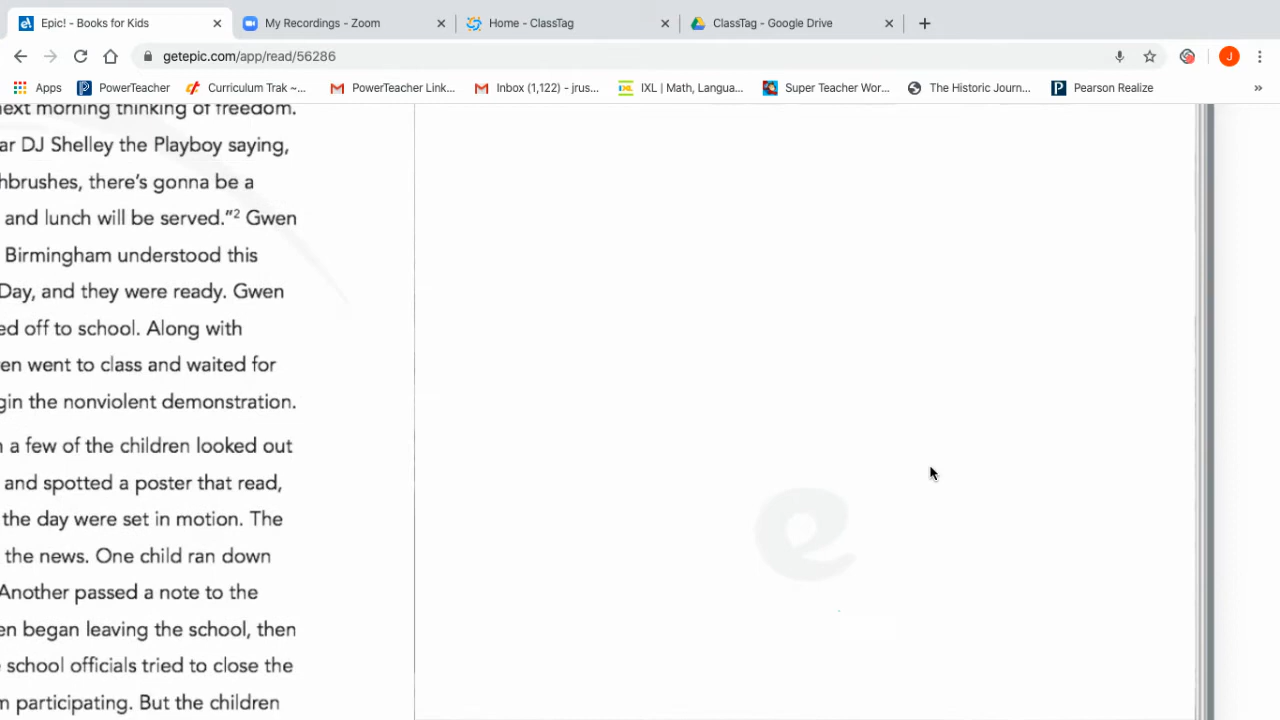 Epic! - Books for Kids
My Recordings - Zoom
Home - ClassTag
ClassTag - Google Drive
getepic.com/app/read/56286
J
Apps
PowerTeacher
Curriculum Trak ~...
PowerTeacher Link...
Inbox (1,122) - jrus...
IXL | Math, Langua...
Super Teacher Wor...
The Historic Journ...
Pearson Realize
»
next morning thinking of freedom.
ar DJ Shelley the Playboy saying,
hbrushes, there's gonna be a
and lunch will be served."2 Gwen
Birmingham understood this
Day, and they were ready. Gwen
ed off to school. Along with
en went to class and waited for
gin the nonviolent demonstration.
n a few of the children looked out
and spotted a poster that read,
the day were set in motion. The
the news. One child ran down
Another passed a note to the
en began leaving the school, then
school officials tried to close the
m participating. But the children
e